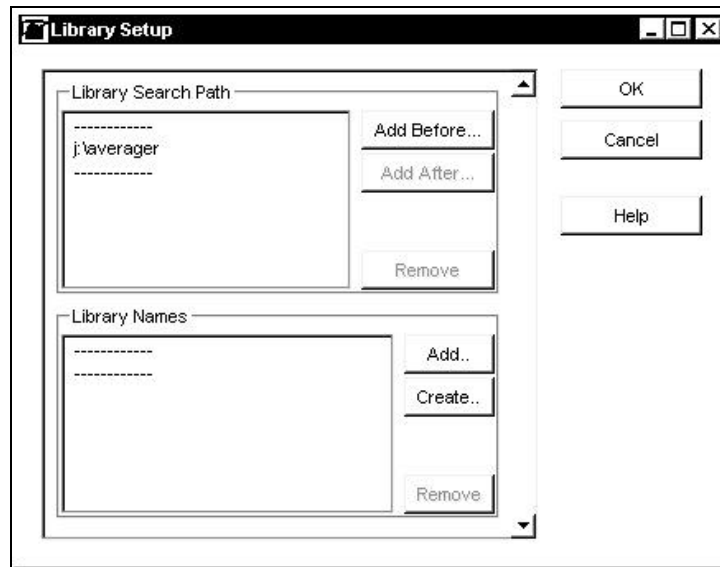 Library Setup
Library Search Path
------------
j:\averager
------------
Add Before...
Add After...
Remove
Library Names
------------
------------
Add..
Create..
Remove
OK
Cancel
Help